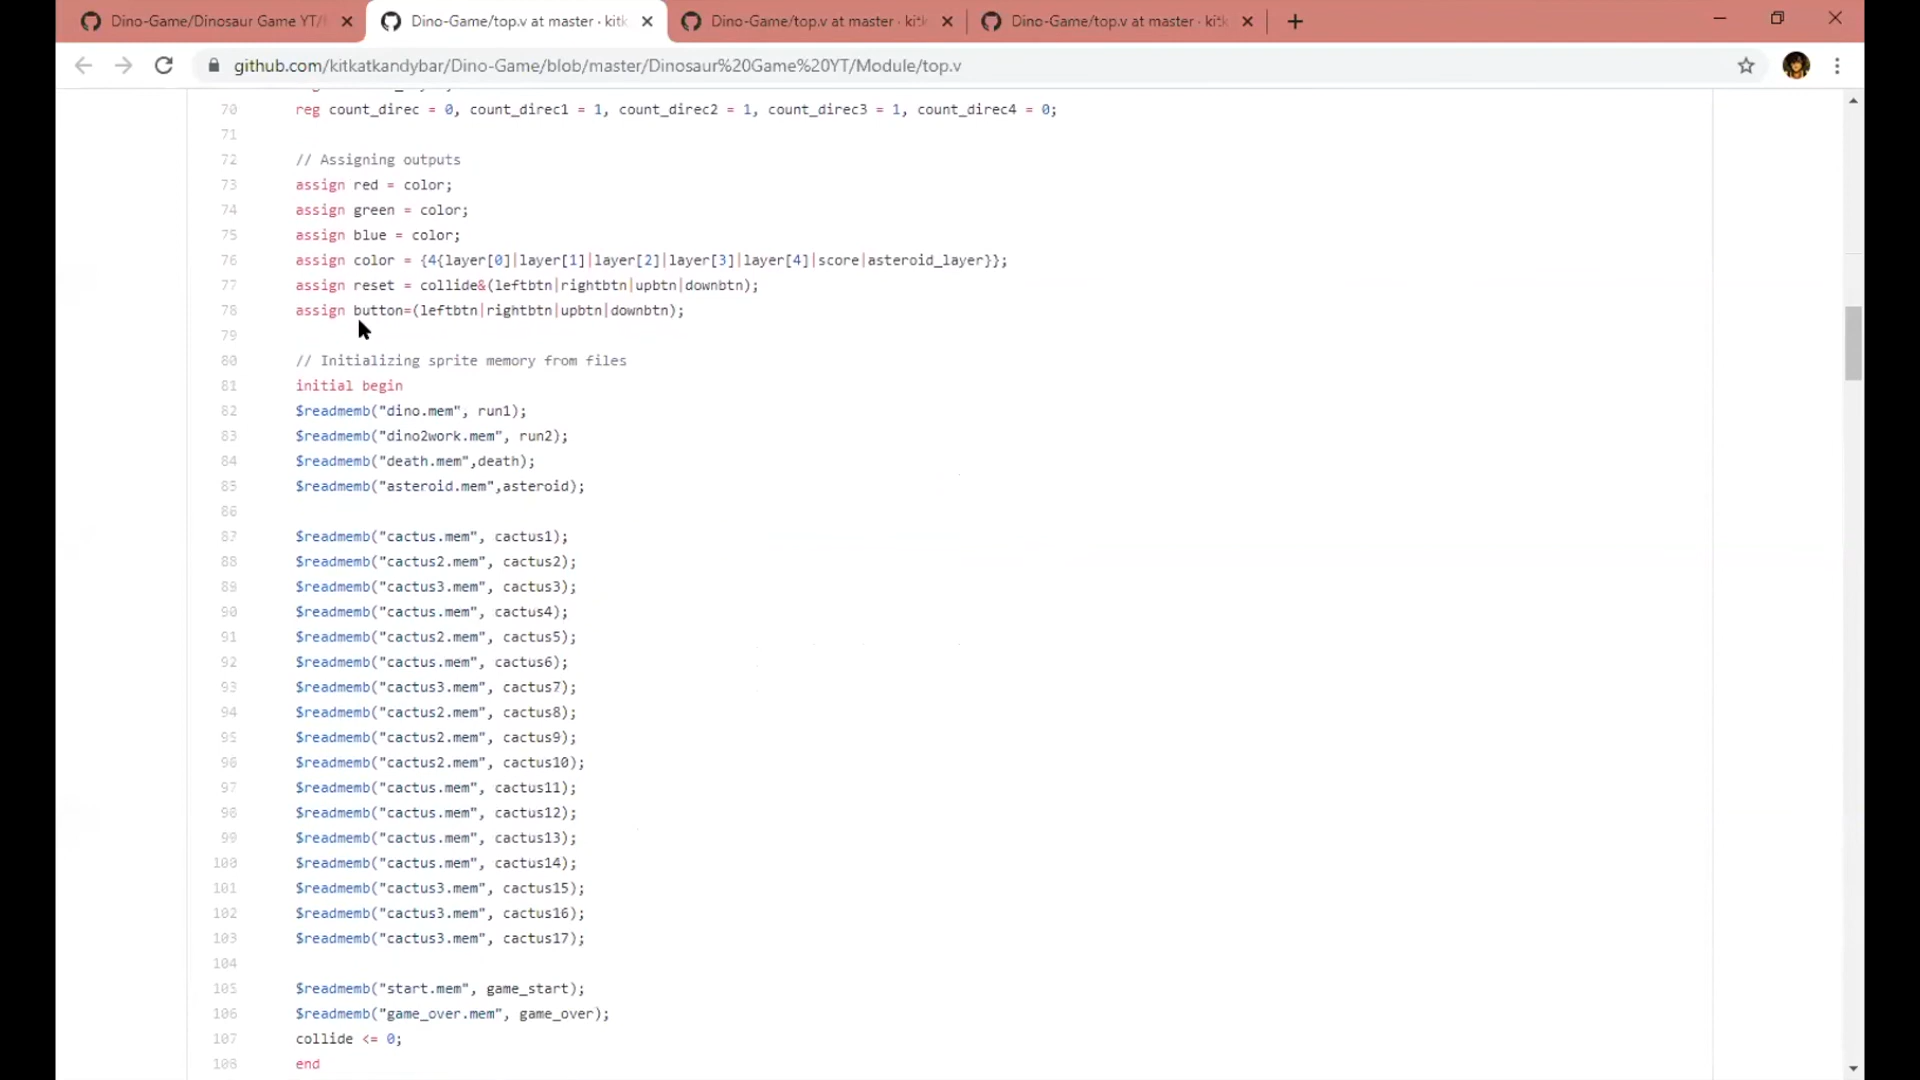 Dino-Game/Dinosaur Game YT/
Dino-Game/top.v at master · kitk
Dino-Game/top.v at master · kitk
Dino-Game/top.v at master · kitk
github.com/kitkatkandybar/Dino-Game/blob/master/Dinosaur%20Game%20YT/Module/top.v
70 reg count_direc = 0, count_direc1 = 1, count_direc2 = 1, count_direc3 = 1, count_direc4 = 0;
71
72 // Assigning outputs
73 assign red = color;
74 assign green = color;
75 assign blue = color;
76 assign color = {4{layer[0]|layer[1]|layer[2]|layer[3]|layer[4]|score|asteroid_layer}};
77 assign reset = collide&(leftbtn|rightbtn|upbtn|downbtn);
78 assign button=(leftbtn|rightbtn|upbtn|downbtn);
79
80 // Initializing sprite memory from files
81 initial begin
82 $readmemb("dino.mem", run1);
83 $readmemb("dino2work.mem", run2);
84 $readmemb("death.mem",death);
85 $readmemb("asteroid.mem",asteroid);
86
87 $readmemb("cactus.mem", cactus1);
88 $readmemb("cactus2.mem", cactus2);
89 $readmemb("cactus3.mem", cactus3);
90 $readmemb("cactus.mem", cactus4);
91 $readmemb("cactus2.mem", cactus5);
92 $readmemb("cactus.mem", cactus6);
93 $readmemb("cactus3.mem", cactus7);
94 $readmemb("cactus2.mem", cactus8);
95 $readmemb("cactus2.mem", cactus9);
96 $readmemb("cactus2.mem", cactus10);
97 $readmemb("cactus.mem", cactus11);
98 $readmemb("cactus.mem", cactus12);
99 $readmemb("cactus.mem", cactus13);
100 $readmemb("cactus.mem", cactus14);
101 $readmemb("cactus3.mem", cactus15);
102 $readmemb("cactus3.mem", cactus16);
103 $readmemb("cactus3.mem", cactus17);
104
105 $readmemb("start.mem", game_start);
106 $readmemb("game_over.mem", game_over);
107 collide <= 0;
108 end